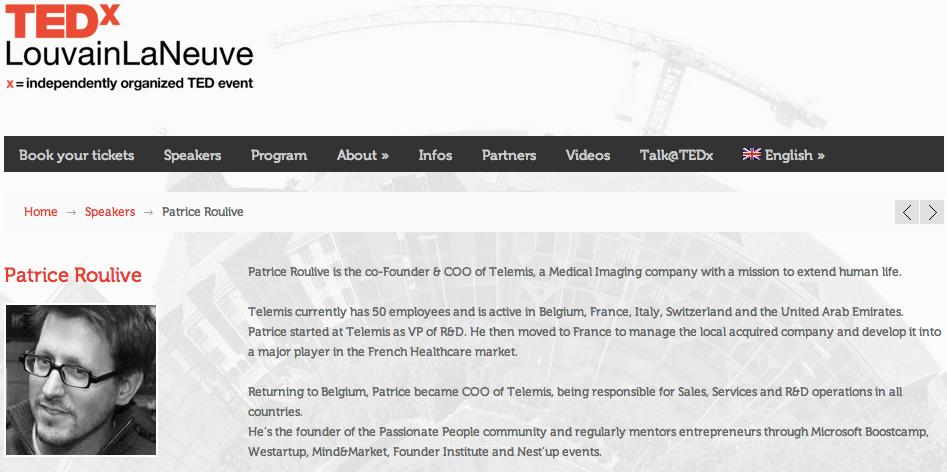 TEDx
LouvainLaNeuve
x = independently organized TED event
Book your tickets Speakers Program About » Infos Partners Videos Talk@TEDx English »
Home → Speakers → Patrice Roulive
Patrice Roulive
Patrice Roulive is the co-Founder & COO of Telemis, a Medical Imaging company with a mission to extend human life.
Telemis currently has 50 employees and is active in Belgium, France, Italy, Switzerland and the United Arab Emirates.
Patrice started at Telemis as VP of R&D. He then moved to France to manage the local acquired company and develop it into
a major player in the French Healthcare market.
Returning to Belgium, Patrice became COO of Telemis, being responsible for Sales, Services and R&D operations in all
countries.
He's the founder of the Passionate People community and regularly mentors entrepreneurs through Microsoft Boostcamp,
Westartup, Mind&Market, Founder Institute and Nest'up events.